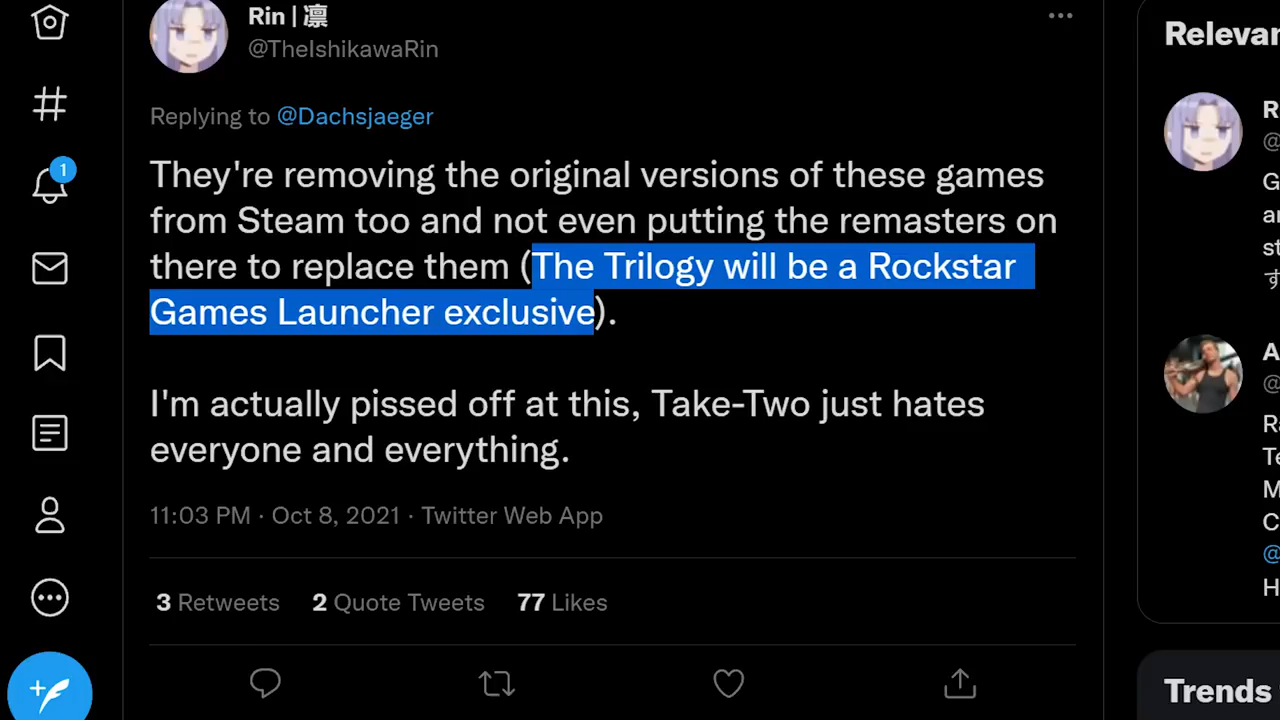 Rin | 凛
@TheIshikawaRin
Replying to @Dachsjaeger
They're removing the original versions of these games
from Steam too and not even putting the remasters on
there to replace them (The Trilogy will be a Rockstar
Games Launcher exclusive).
I'm actually pissed off at this, Take-Two just hates
everyone and everything.
11:03 PM · Oct 8, 2021 · Twitter Web App
3 Retweets 2 Quote Tweets 77 Likes
1
Trends